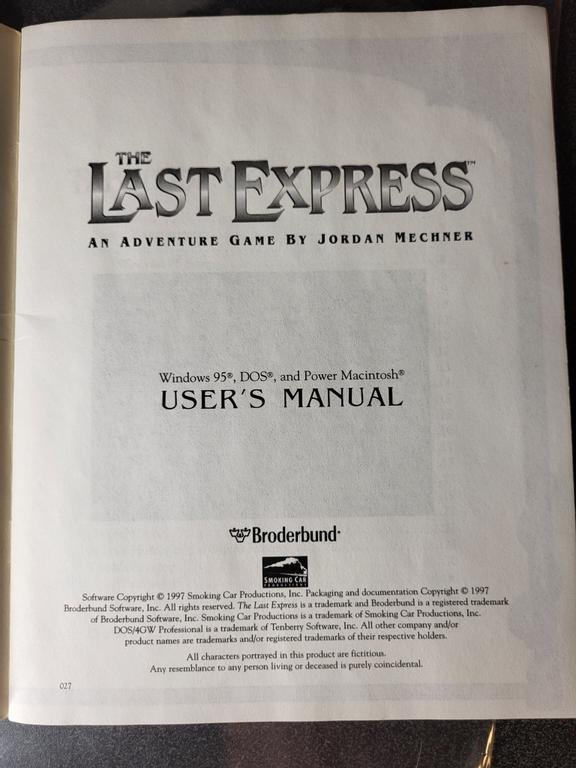 THE
LAST EXPRESS™
AN ADVENTURE GAME BY JORDAN MECHNER
Windows 95®, DOS®, and Power Macintosh®
USER'S MANUAL
Brøderbund®
SMOKING CAR
PRODUCTIONS
Software Copyright © 1997 Smoking Car Productions, Inc. Packaging and documentation Copyright © 1997
Broderbund Software, Inc. All rights reserved. The Last Express is a trademark and Broderbund is a registered trademark
of Broderbund Software, Inc. Smoking Car Productions is a trademark of Smoking Car Productions, Inc.
DOS/4GW Professional is a trademark of Tenberry Software, Inc. All other company and/or
product names are trademarks and/or registered trademarks of their respective holders.
All characters portrayed in this product are fictitious.
Any resemblance to any person living or deceased is purely coincidental.
027